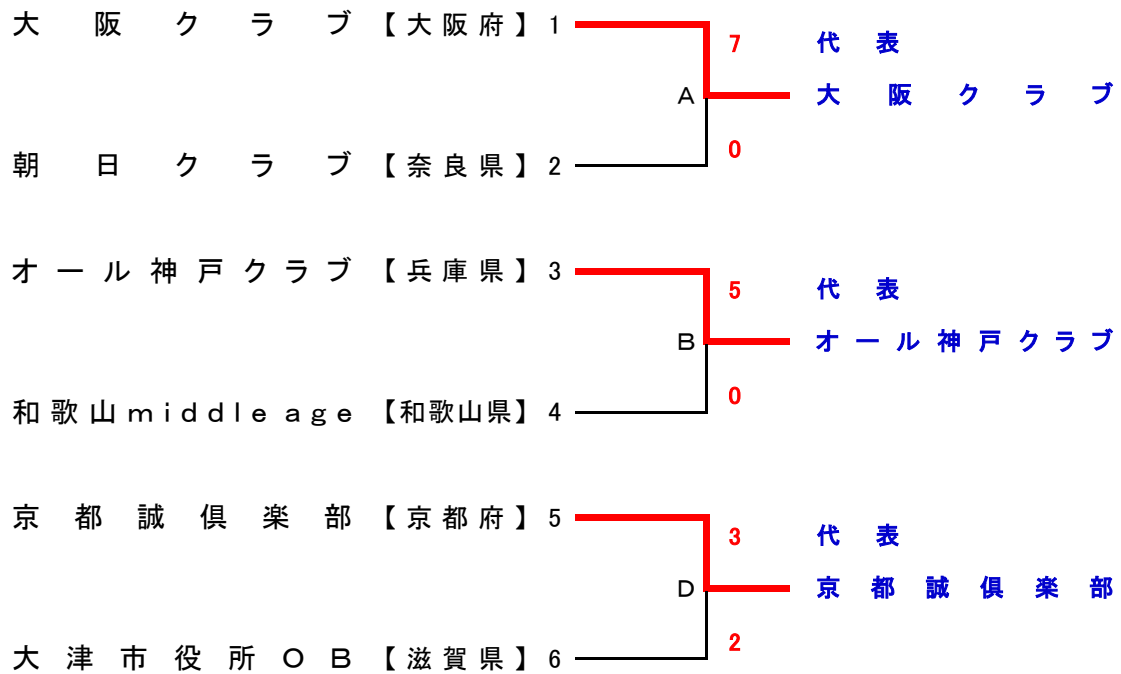 大阪クラブ【大阪府】1
7 代表
A 大阪クラブ
0
朝日クラブ【奈良県】2
オール神戸クラブ【兵庫県】3
5 代表
B オール神戸クラブ
0
和歌山middle age【和歌山県】4
京都誠倶楽部【京都府】5
3 代表
D 京都誠倶楽部
2
大津市役所OB【滋賀県】6